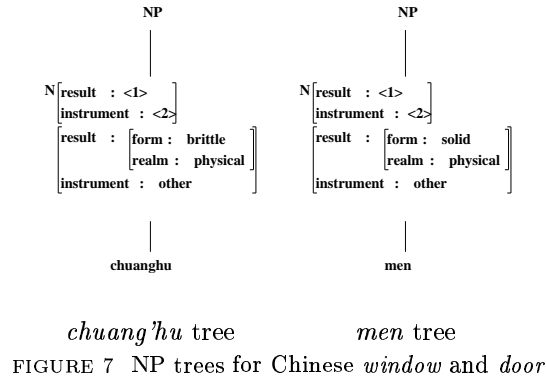 NP NP
N result : <1> N result : <1>
instrument : <2> instrument : <2>
result : form : brittle result : form : solid
realm : physical realm : physical
instrument : other instrument : other
chuanghu men
chuang'hu tree men tree
FIGURE 7 NP trees for Chinese window and door